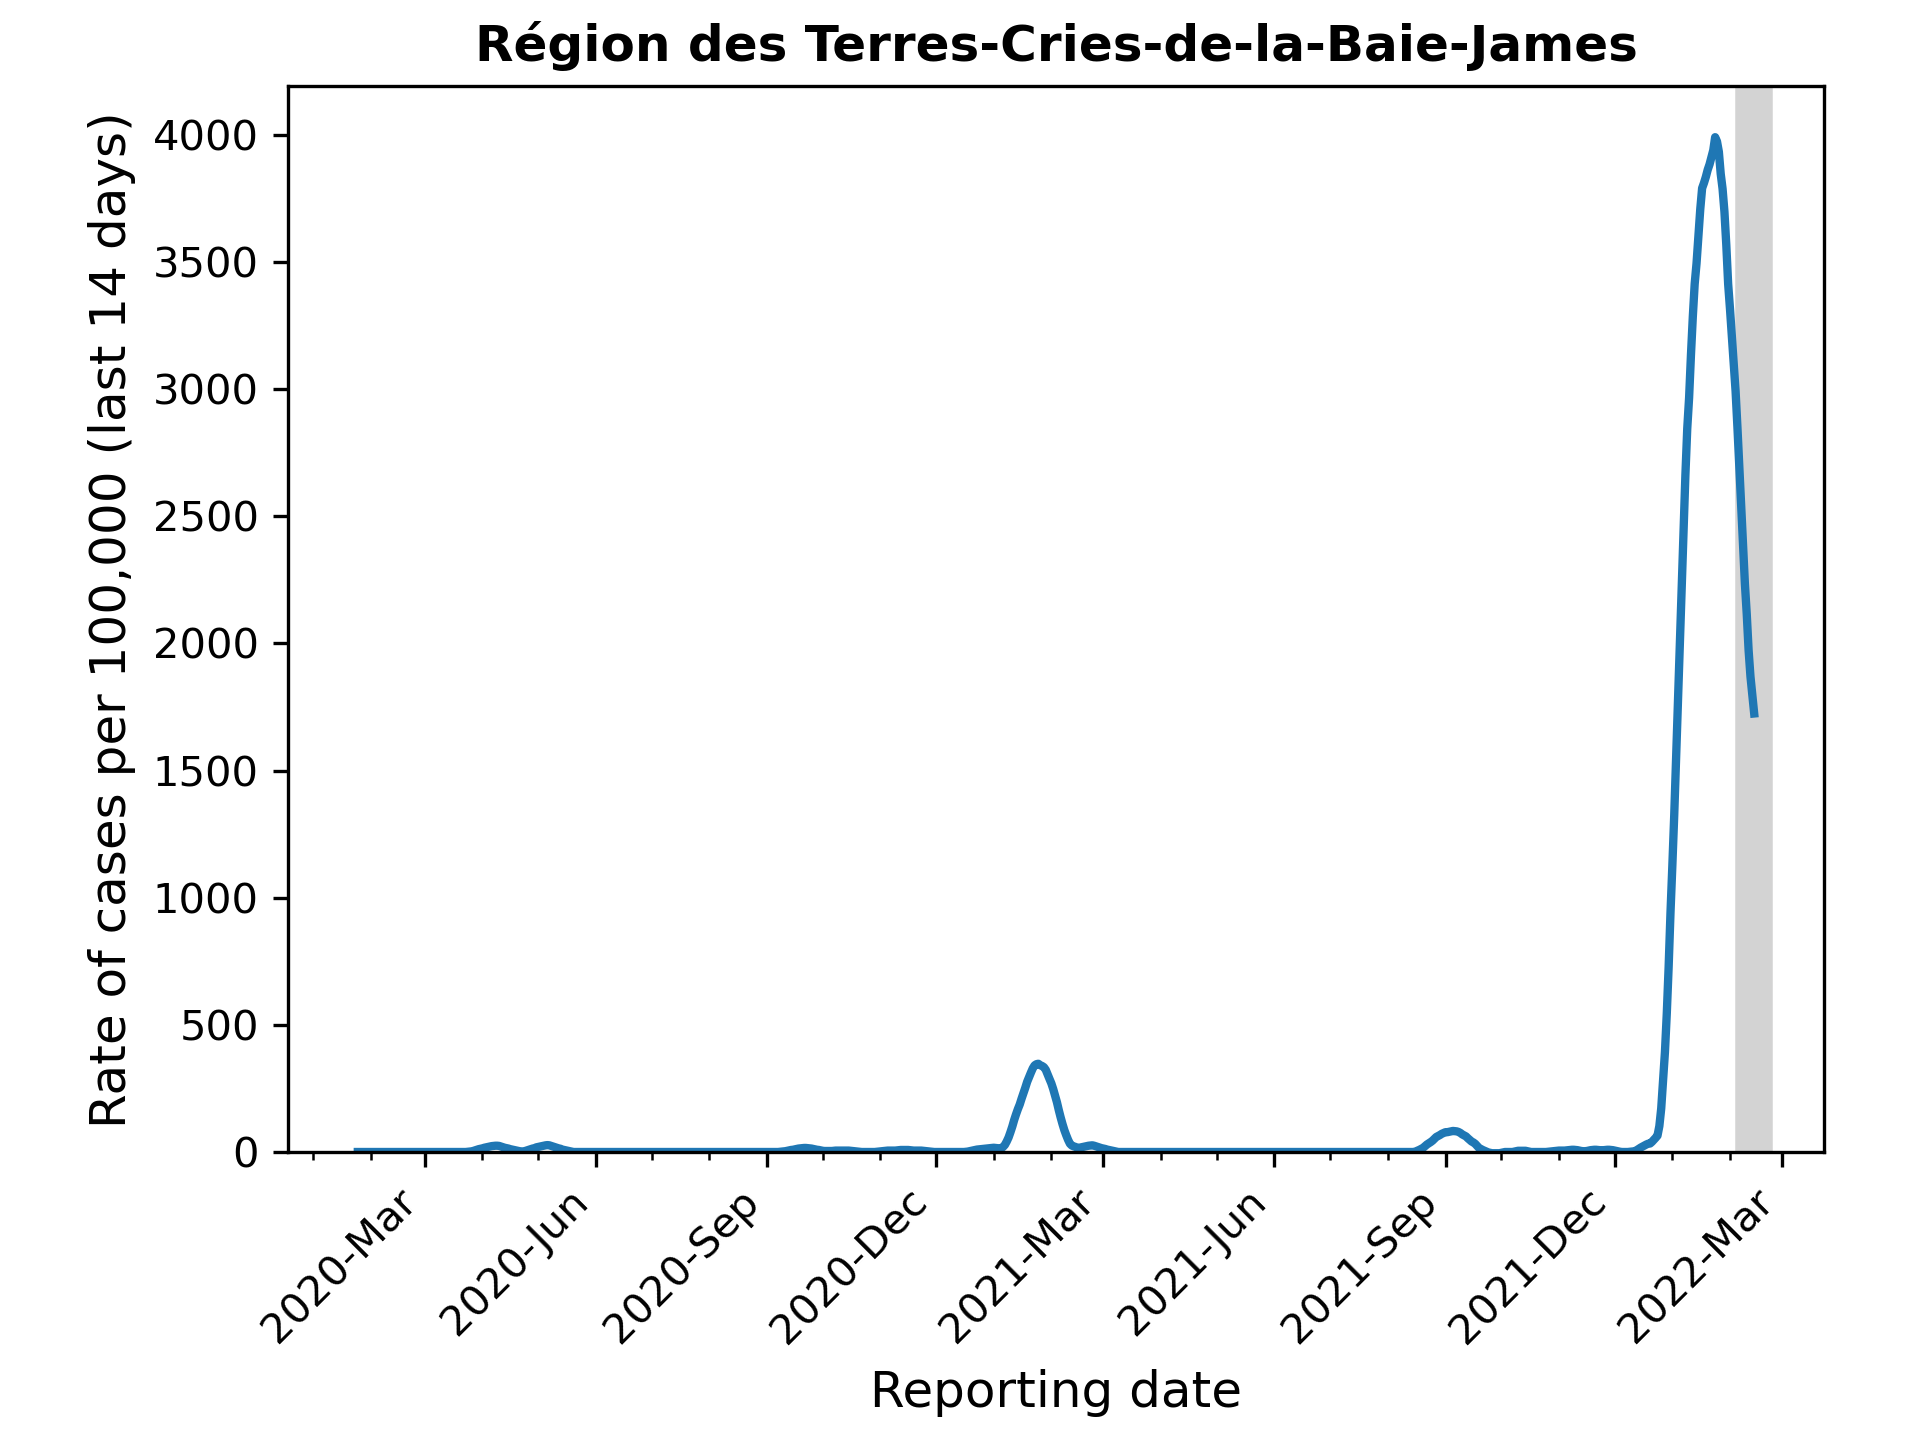 Région des Terres-Cries-de-la-Baie-James
Rate of cases per 100,000 (last 14 days)
4000
3500
3000
2500
2000
1500
1000
500
0
2020-Mar
2020-Jun
2020-Sep
2020-Dec
2021-Mar
2021-Jun
2021-Sep
2021-Dec
2022-Mar
Reporting date